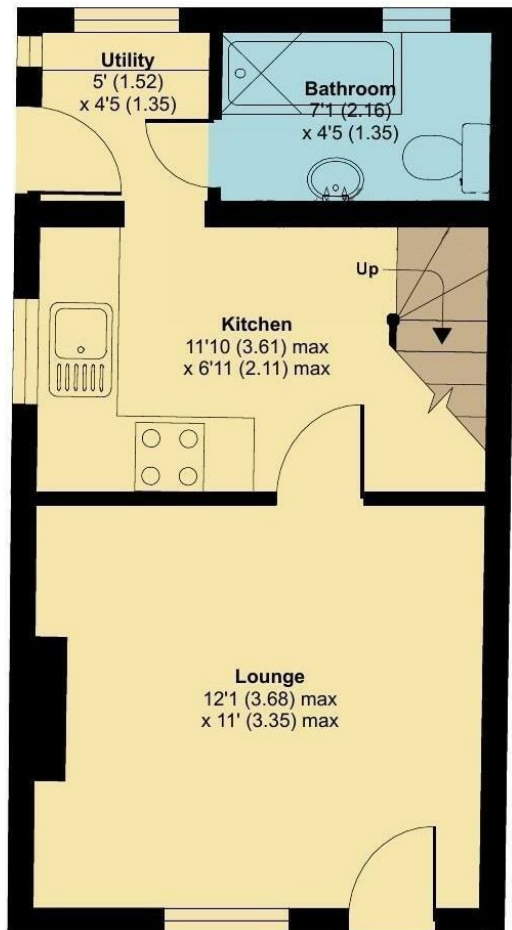 Utility
5' (1.52)
x 4'5 (1.35)
Bathroom
7'1 (2.16)
x 4'5 (1.35)
Up
Kitchen
11'10 (3.61) max
x 6'11 (2.11) max
Lounge
12'1 (3.68) max
x 11' (3.35) max